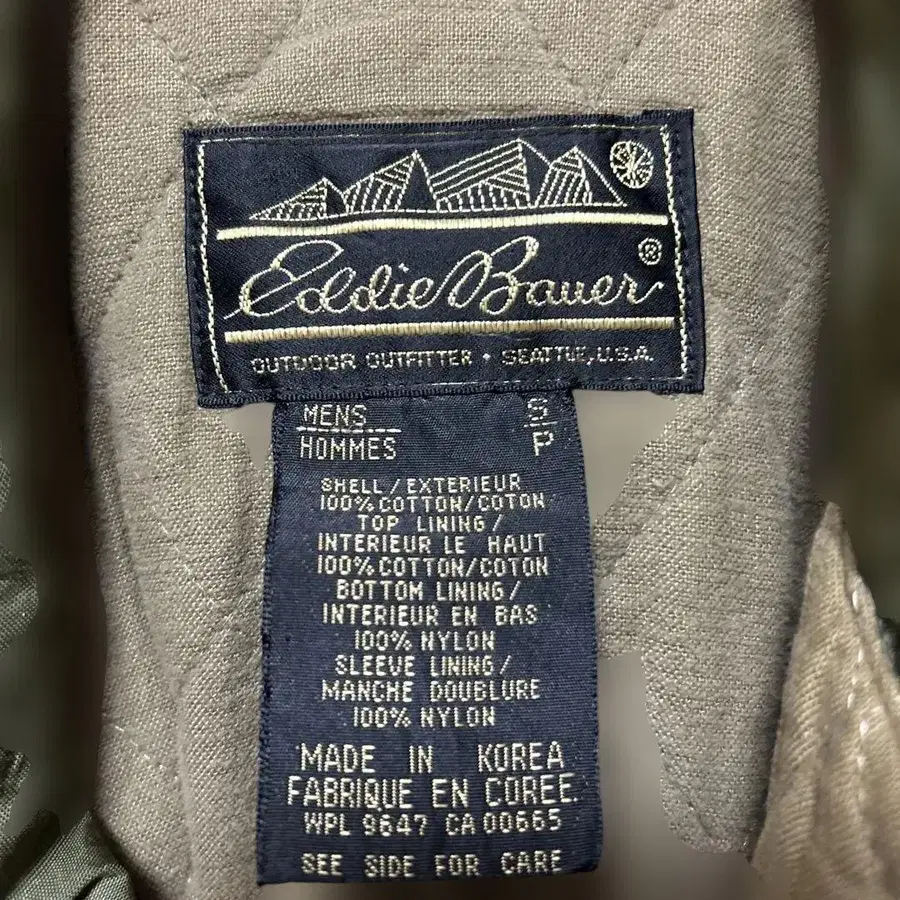 Eddie Bauer ®
OUTDOOR OUTFITTER • SEATTLE, U.S.A.
MENS S
HOMMES P
SHELL / EXTERIEUR
100% COTTON/COTON
TOP LINING /
INTERIEUR LE HAUT
100% COTTON/COTON
BOTTOM LINING /
INTERIEUR EN BAS
100% NYLON
SLEEVE LINING /
MANCHE DOUBLURE
100% NYLON
MADE IN KOREA
FABRIQUE EN COREE
WPL 9647 CA 00665
SEE SIDE FOR CARE